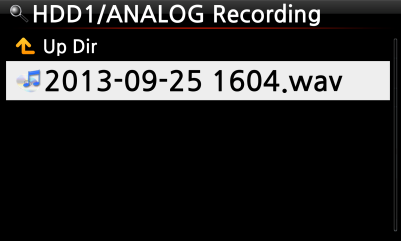 HDD1/ANALOG Recording
Up Dir
2013-09-25 1604.wav